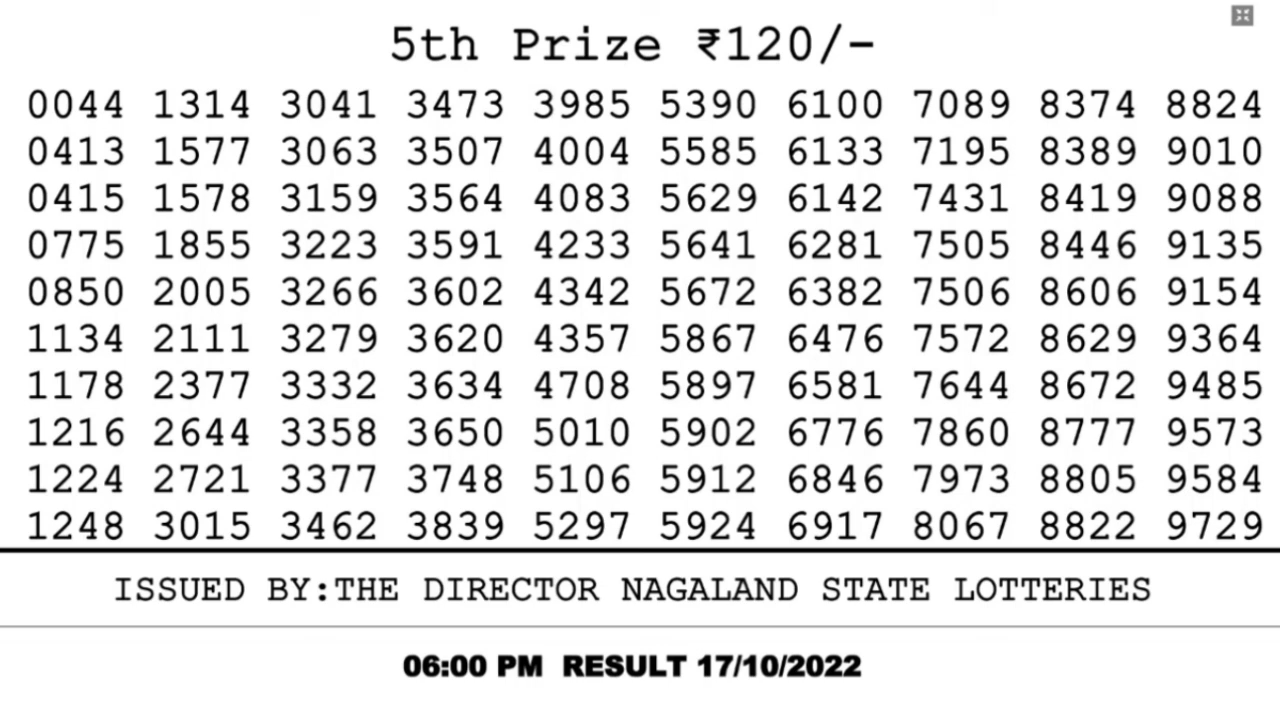 5th Prize ₹120/-
0044 1314 3041 3473 3985 5390 6100 7089 8374 8824
0413 1577 3063 3507 4004 5585 6133 7195 8389 9010
0415 1578 3159 3564 4083 5629 6142 7431 8419 9088
0775 1855 3223 3591 4233 5641 6281 7505 8446 9135
0850 2005 3266 3602 4342 5672 6382 7506 8606 9154
1134 2111 3279 3620 4357 5867 6476 7572 8629 9364
1178 2377 3332 3634 4708 5897 6581 7644 8672 9485
1216 2644 3358 3650 5010 5902 6776 7860 8777 9573
1224 2721 3377 3748 5106 5912 6846 7973 8805 9584
1248 3015 3462 3839 5297 5924 6917 8067 8822 9729
ISSUED BY:THE DIRECTOR NAGALAND STATE LOTTERIES
06:00 PM RESULT 17/10/2022